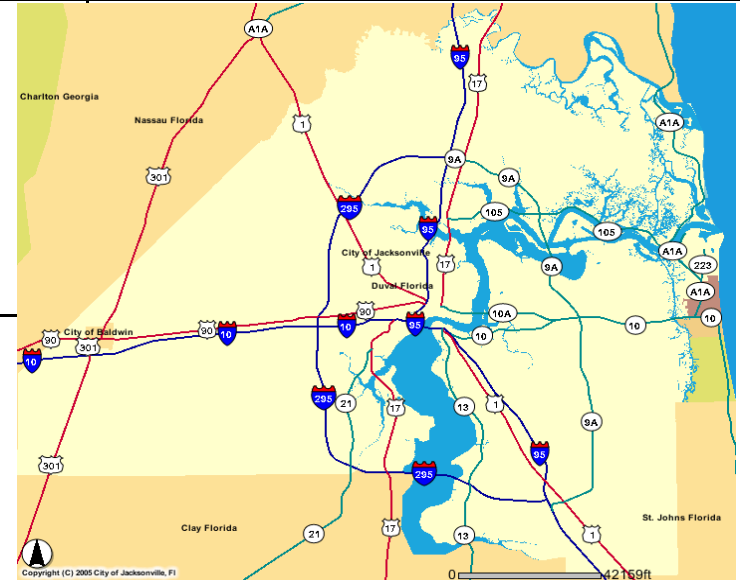 A1A
95
17
Charlton Georgia
A1A
Nassau Florida
1
9A
301
9A
295
105
95
105
City of Jacksonville
A1A
1
17
9A
223
Duval Florida
A1A
90
10A
10
City of Baldwin
90
10
10
95
10
10
90
301
10
295
21
17
13
1
9A
95
301
295
Clay Florida
St. Johns Florida
21
17
13
1
Copyright (C) 2005 City of Jacksonville, Fl
0
42159ft